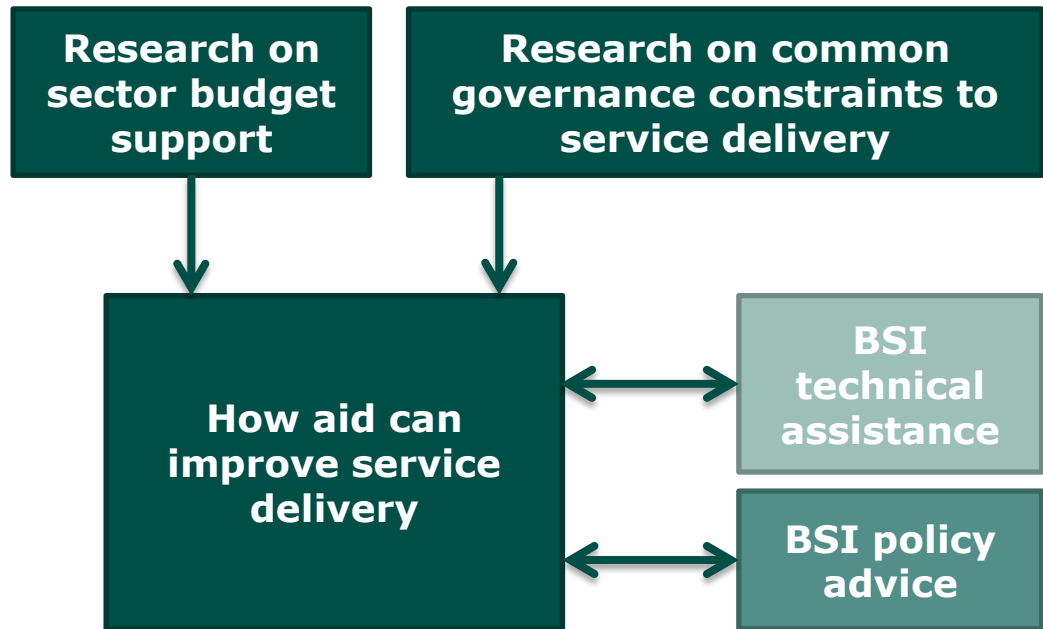 Research on
sector budget
support
Research on common
governance constraints to
service delivery
How aid can
improve service
delivery
BSI
technical
assistance
BSI policy
advice